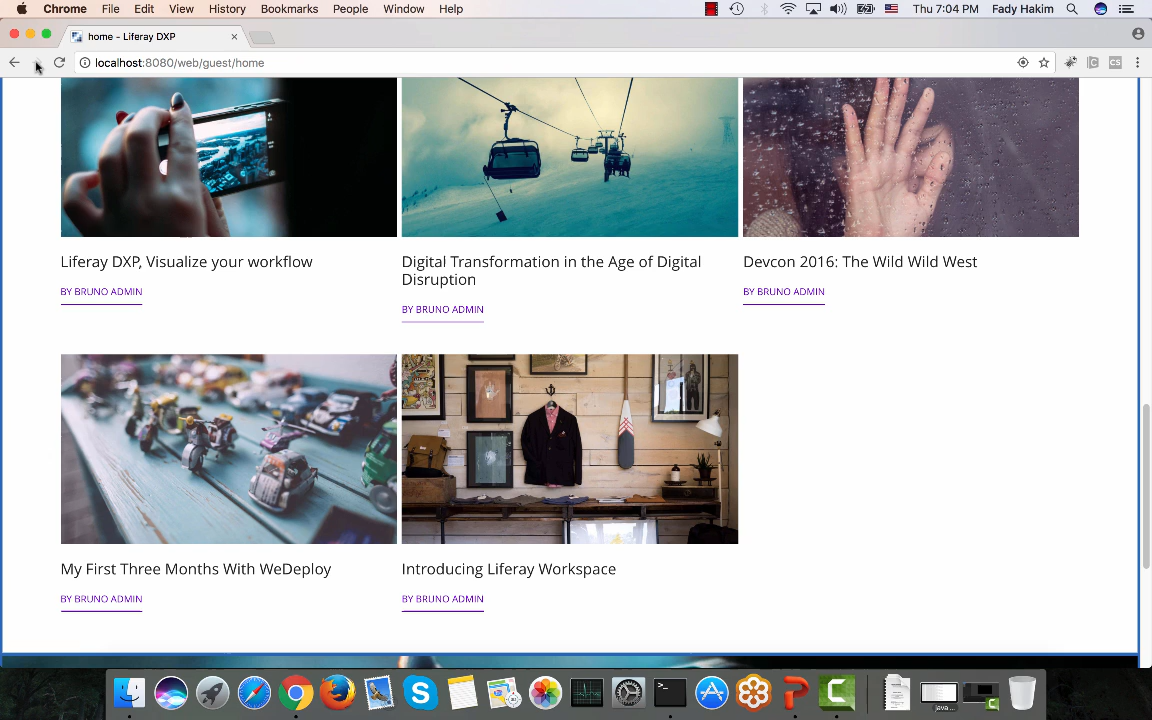 Chrome File Edit View History Bookmarks People Window Help Thu 7:04 PM Fady Hakim
home - Liferay DXP
localhost:8080/web/guest/home
Liferay DXP, Visualize your workflow
BY BRUNO ADMIN
Digital Transformation in the Age of Digital
Disruption
BY BRUNO ADMIN
Devcon 2016: The Wild Wild West
BY BRUNO ADMIN
My First Three Months With WeDeploy
BY BRUNO ADMIN
Introducing Liferay Workspace
BY BRUNO ADMIN